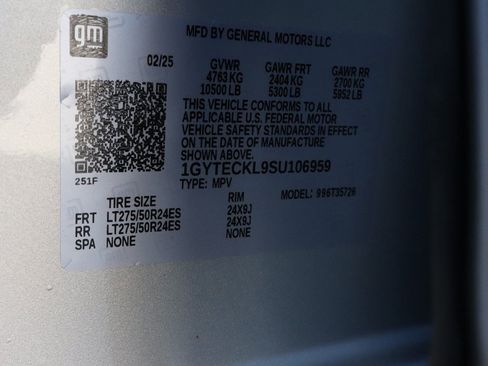 gm
MFD BY GENERAL MOTORS LLC
02/25 GVWR GAWR FRT GAWR RR
4763 KG 2404 KG 2700 KG
10500 LB 5300 LB 5952 LB
THIS VEHICLE CONFORMS TO ALL
APPLICABLE U.S. FEDERAL MOTOR
VEHICLE SAFETY STANDARDS IN EFFECT
ON THE DATE OF MANUFACTURE
SHOWN ABOVE.
1GYTECKL9SU106959
251F TYPE: MPV MODEL: 996T35726
TIRE SIZE RIM
FRT LT275/50R24ES 24X9J
RR LT275/50R24ES 24X9J
SPA NONE NONE